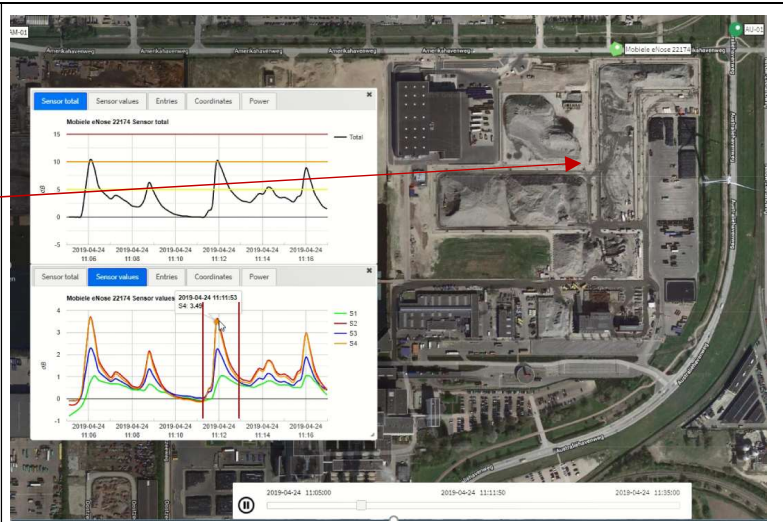 AM-01
AU-01
Amerikahavenweg
Amerikahavenweg
Amerikahavenweg
Amerikahavenweg
Amerikahavenweg
Mobiele eNose 22174
kahavenweg
Sensor total Sensor values Entries Coordinates Power ×
Mobiele eNose 22174 Sensor total
15
10
5
0
-5
øB
Total
2019-04-24 2019-04-24 2019-04-24 2019-04-24 2019-04-24 2019-04-24
11:06 11:08 11:10 11:12 11:14 11:16
Sensor total Sensor values Entries Coordinates Power ×
Mobiele eNose 22174 Sensor values
2019-04-24 11:11:53
S4: 3.49
4
3
2
1
0
-1
øB
S1
S2
S3
S4
2019-04-24 2019-04-24 2019-04-24 2019-04-24 2019-04-24 2019-04-24
11:06 11:08 11:10 11:12 11:14 11:16
Australiëhavenweg
2019-04-24 11:05:00 2019-04-24 11:11:50 2019-04-24 11:35:00